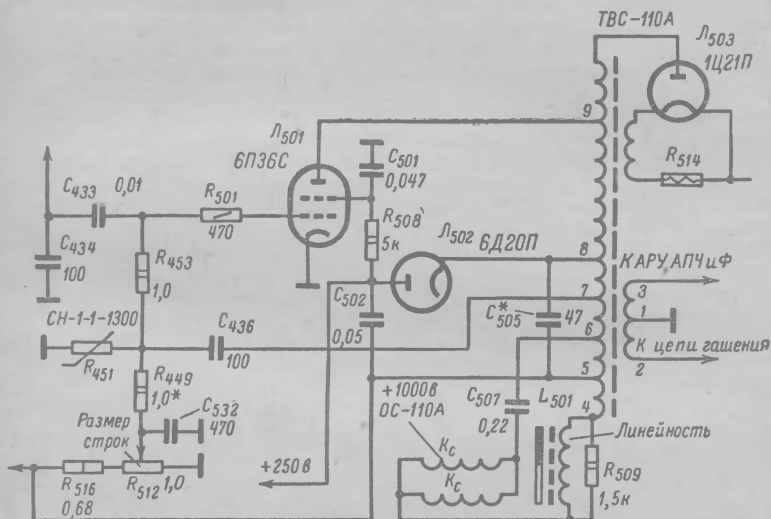 ТВС-110А
Л503
1Ц21П
9
Л501
6П36С
C501
0,047
C433
0,01
R501
470
R514
C434
100
R453
1,0
R508
5к
Л502
6Д20П
8
КАРУ, АПЧиФ
7
3
СН-1-1-1300
C436
100
C502
0,05
C*505
47
1
6
К цепи гашения
2
R451
R449
1,0*
+1000в
ОС-110А
C507
0,22
L501
5
4
Размер
строк
C532
470
Kc
Линейность
+250в
Kc
R509
1,5к
R516
0,68
R512
1,0